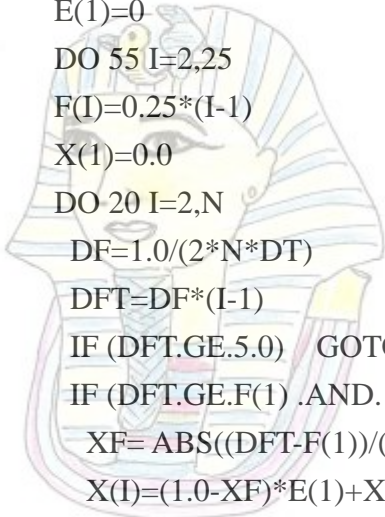 E(1)=0
DO 55 I=2,25
F(I)=0.25*(I-1)
X(1)=0.0
DO 20 I=2,N
DF=1.0/(2*N*DT)
DFT=DF*(I-1)
IF (DFT.GE.5.0) GOTO
IF (DFT.GE.F(1) .AND.
XF= ABS((DFT-F(1))/(
X(I)=(1.0-XF)*E(1)+X